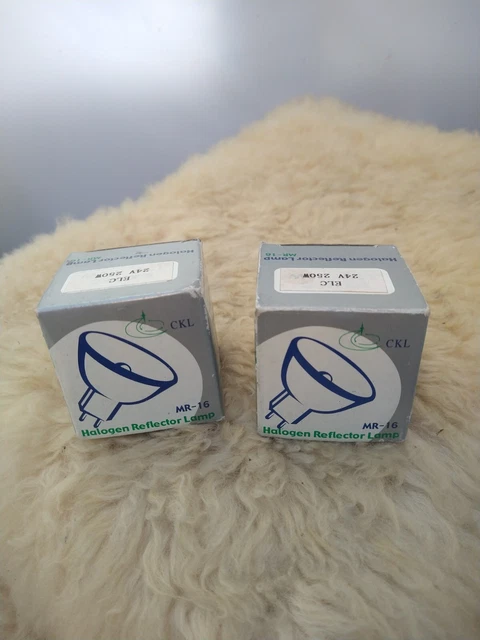 Halogen Reflector Lamp
MR-16
ELC
24V 250W
CKL
MR-16
Halogen Reflector Lamp
Halogen Reflector Lamp
MR-16
ELC
24V 250W
CKL
MR-16
Halogen Reflector Lamp